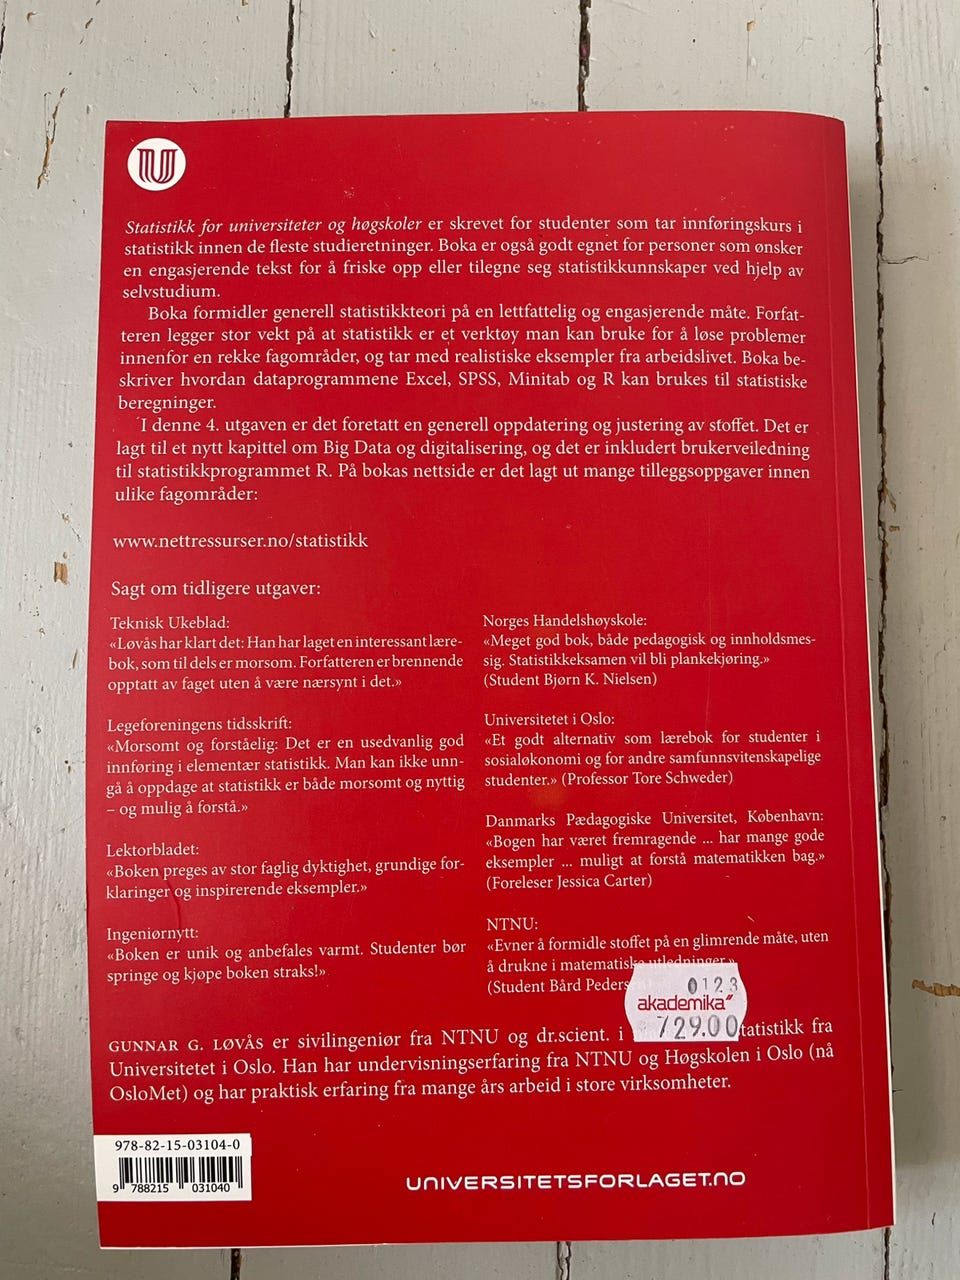 Statistikk for universiteter og høgskoler er skrevet for studenter som tar innføringskurs i
statistikk innen de fleste studieretninger. Boka er også godt egnet for personer som ønsker
en engasjerende tekst for å friske opp eller tilegne seg statistikkunnskaper ved hjelp av
selvstudium.
Boka formidler generell statistikkteori på en lettfattelig og engasjerende måte. Forfat-
teren legger stor vekt på at statistikk er et verktøy man kan bruke for å løse problemer
innenfor en rekke fagområder, og tar med realistiske eksempler fra arbeidslivet. Boka be-
skriver hvordan dataprogrammene Excel, SPSS, Minitab og R kan brukes til statistiske
beregninger.
I denne 4. utgaven er det foretatt en generell oppdatering og justering av stoffet. Det er
lagt til et nytt kapittel om Big Data og digitalisering, og det er inkludert brukerveiledning
til statistikkprogrammet R. På bokas nettside er det lagt ut mange tilleggsoppgaver innen
ulike fagområder:
www.nettressurser.no/statistikk
Sagt om tidligere utgaver:
Teknisk Ukeblad:
«Løvås har klart det: Han har laget en interessant lære-
bok, som til dels er morsom. Forfatteren er brennende
opptatt av faget uten å være nærsynt i det.»
Legeforeningens tidsskrift:
«Morsomt og forståelig: Det er en usedvanlig god
innføring i elementær statistikk. Man kan ikke unn-
gå å oppdage at statistikk er både morsomt og nyttig
– og mulig å forstå.»
Lektorbladet:
«Boken preges av stor faglig dyktighet, grundige for-
klaringer og inspirerende eksempler.»
Ingeniørnytt:
«Boken er unik og anbefales varmt. Studenter bør
springe og kjøpe boken straks!»
Norges Handelshøyskole:
«Meget god bok, både pedagogisk og innholdsmes-
sig. Statistikkeksamen vil bli plankekjøring.»
(Student Bjørn K. Nielsen)
Universitetet i Oslo:
«Et godt alternativ som lærebok for studenter i
sosialøkonomi og for andre samfunnsvitenskapelige
studenter.» (Professor Tore Schweder)
Danmarks Pædagogiske Universitet, København:
«Bogen har været fremragende ... har mange gode
eksempler ... muligt at forstå matematikken bag.»
(Foreleser Jessica Carter)
NTNU:
«Evner å formidle stoffet på en glimrende måte, uten
å drukne i matematiske utledninger.»
(Student Bård Peders
0123
akademika
729.00
GUNNAR G. LØVÅS er sivilingeniør fra NTNU og dr.scient. i tatistikk fra
Universitetet i Oslo. Han har undervisningserfaring fra NTNU og Høgskolen i Oslo (nå
OsloMet) og har praktisk erfaring fra mange års arbeid i store virksomheter.
978-82-15-03104-0
9 788215 031040
UNIVERSITETSFORLAGET.NO